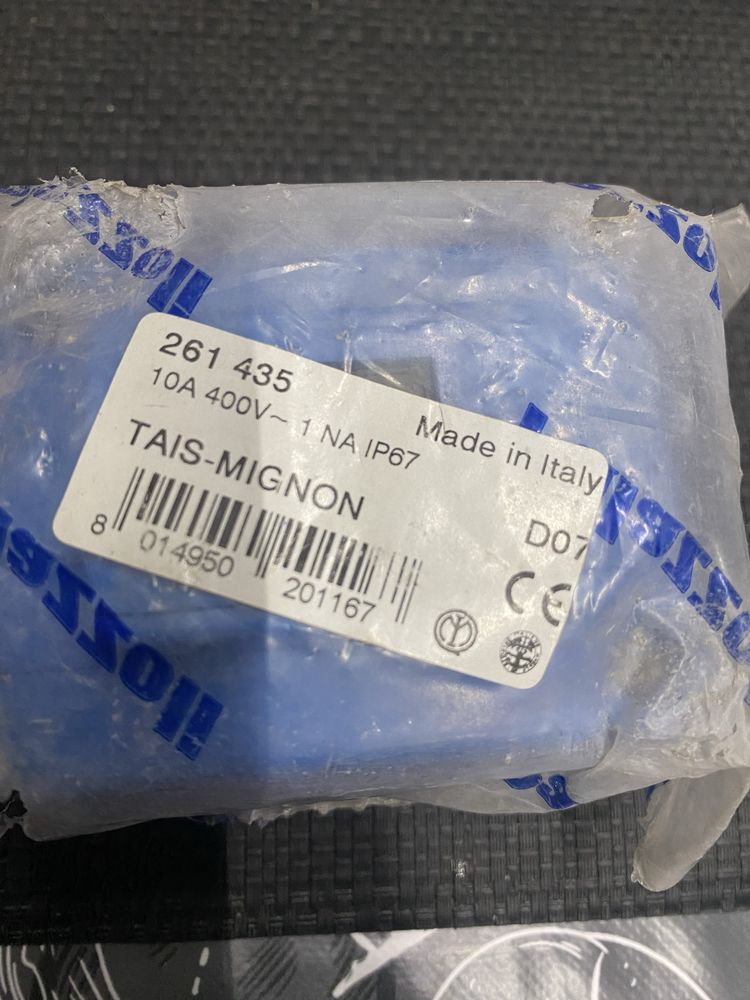 261 435
10A 400V~ 1 NA IP67
Made in Italy
TAIS-MIGNON
D07
8 014950 201167
CE